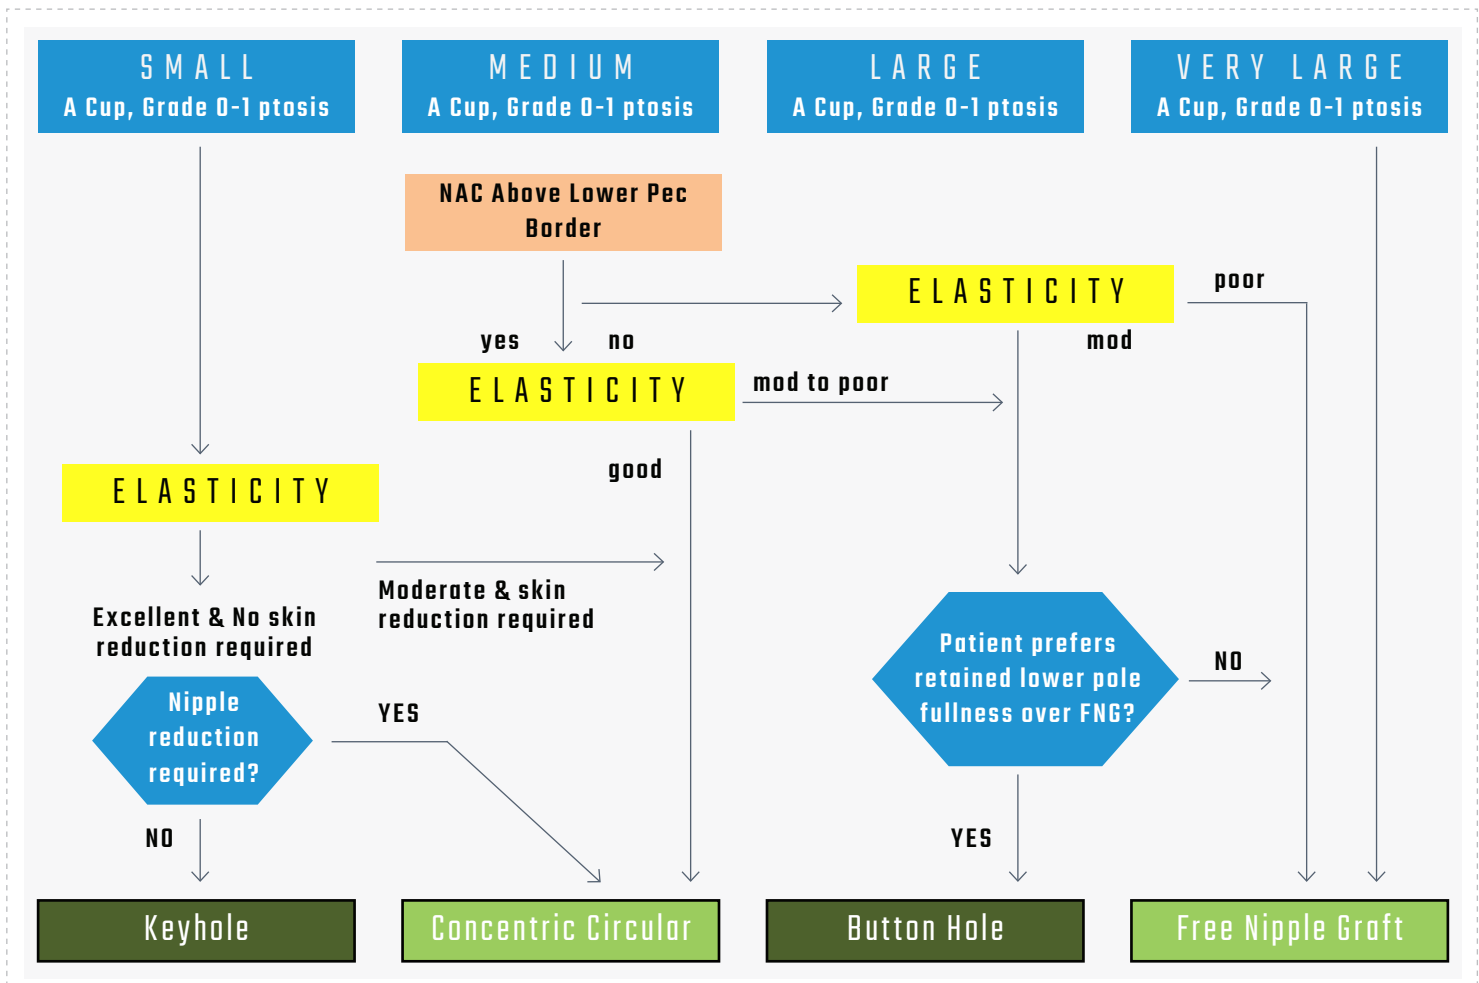 SMALL
A Cup, Grade 0-1 ptosis
MEDIUM
A Cup, Grade 0-1 ptosis
LARGE
A Cup, Grade 0-1 ptosis
VERY LARGE
A Cup, Grade 0-1 ptosis
NAC Above Lower Pec
Border
ELASTICITY
poor
yes
no
mod
ELASTICITY
mod to poor
good
ELASTICITY
Moderate & skin
reduction required
Excellent & No skin
reduction required
Patient prefers
retained lower pole
fullness over FNG?
NO
Nipple
reduction
required?
YES
NO
YES
Keyhole
Concentric Circular
Button Hole
Free Nipple Graft